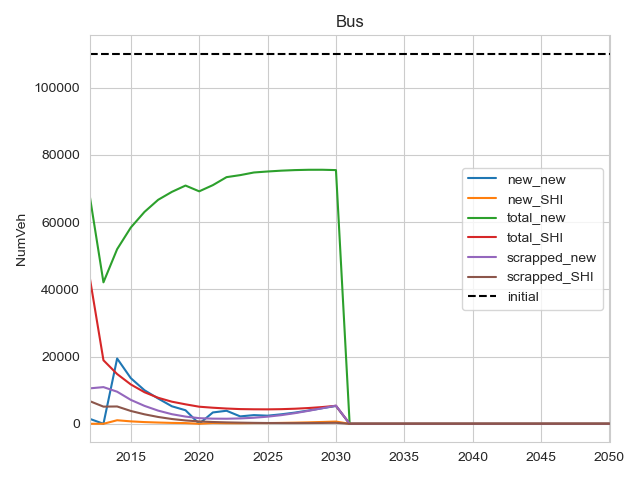 Bus
NumVeh
100000
80000
60000
40000
20000
0
new_new
new_SHI
total_new
total_SHI
scrapped_new
scrapped_SHI
initial
2015 2020 2025 2030 2035 2040 2045 2050